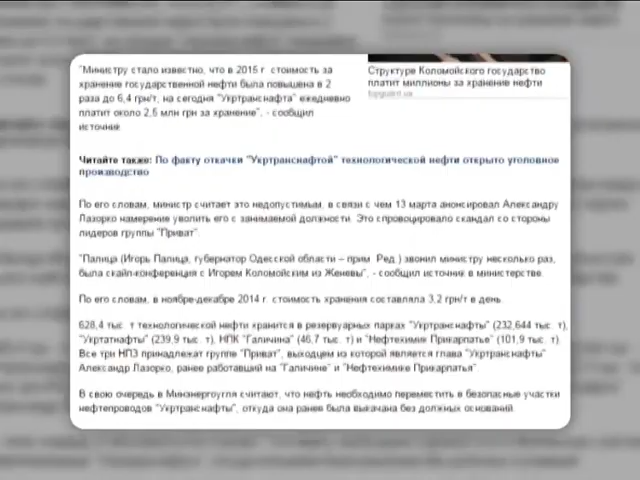 "Министру стало известно, что в 2015 г. стоимость за
хранение государственной нефти была повышена в 2
раза до 6,4 грн/т, на сегодня "Укртранснафта" ежедневно
платит около 2,5 млн грн за хранение", - сообщил
источник.
Структуре Коломойского государство
платит миллионы за хранение нефти
Читайте также: По факту откачки "Укртранснафтой" технологической нефти открыто уголовное
производство
По его словам, министр считает это недопустимым, в связи с чем 13 марта анонсировал Александру
Лазорко намерение уволить его с занимаемой должности. Это спровоцировало скандал со стороны
лидеров группы "Приват".
"Палица (Игорь Палица, губернатор Одесской области – прим. Ред.) звонил министру несколько раз,
была скайп-конференция с Игорем Коломойским из Женевы", - сообщил источник в министерстве.
По его словам, в ноябре-декабре 2014 г. стоимость хранения составляла 3,2 грн/т в день.
628,4 тыс. т технологической нефти хранится в резервуарных парках "Укртранснафты" (232,644 тыс. т),
"Укртатнафты" (239,9 тыс. т), НПК "Галичина" (46,7 тыс. т) и "Нефтехимик Прикарпатье" (101,9 тыс. т).
Все три НПЗ принадлежат группе "Приват", выходцем из которой является глава "Укртранснафты"
Александр Лазорко, ранее работавший на "Галичине" и "Нефтехимике Прикарпатья".
В свою очередь в Минэнергоугля считают, что нефть необходимо переместить в безопасные участки
нефтепроводов "Укртранснафты", откуда она ранее была выкачана без должных оснований.